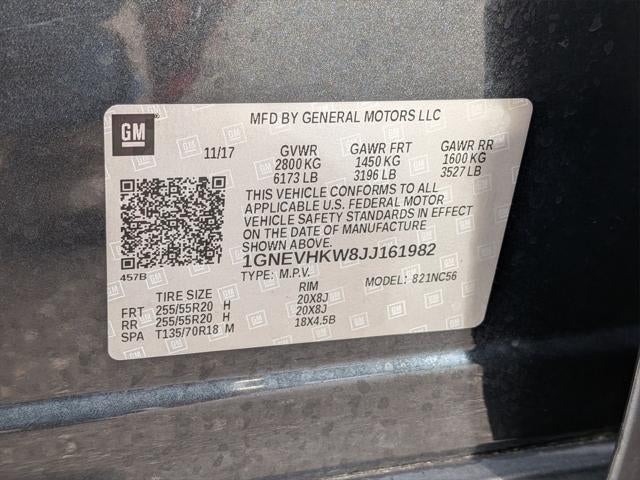 GM
MFD BY GENERAL MOTORS LLC
11/17 GVWR GAWR FRT GAWR RR
2800 KG 1450 KG 1600 KG
6173 LB 3196 LB 3527 LB
THIS VEHICLE CONFORMS TO ALL
APPLICABLE U.S. FEDERAL MOTOR
VEHICLE SAFETY STANDARDS IN EFFECT
ON THE DATE OF MANUFACTURE
SHOWN ABOVE.
1GNEVHKW8JJ161982
457B TYPE: M.P.V. MODEL: 821NC56
TIRE SIZE RIM
FRT 255/55R20 H 20X8J
RR 255/55R20 H 20X8J
SPA T135/70R18 M 18X4.5B